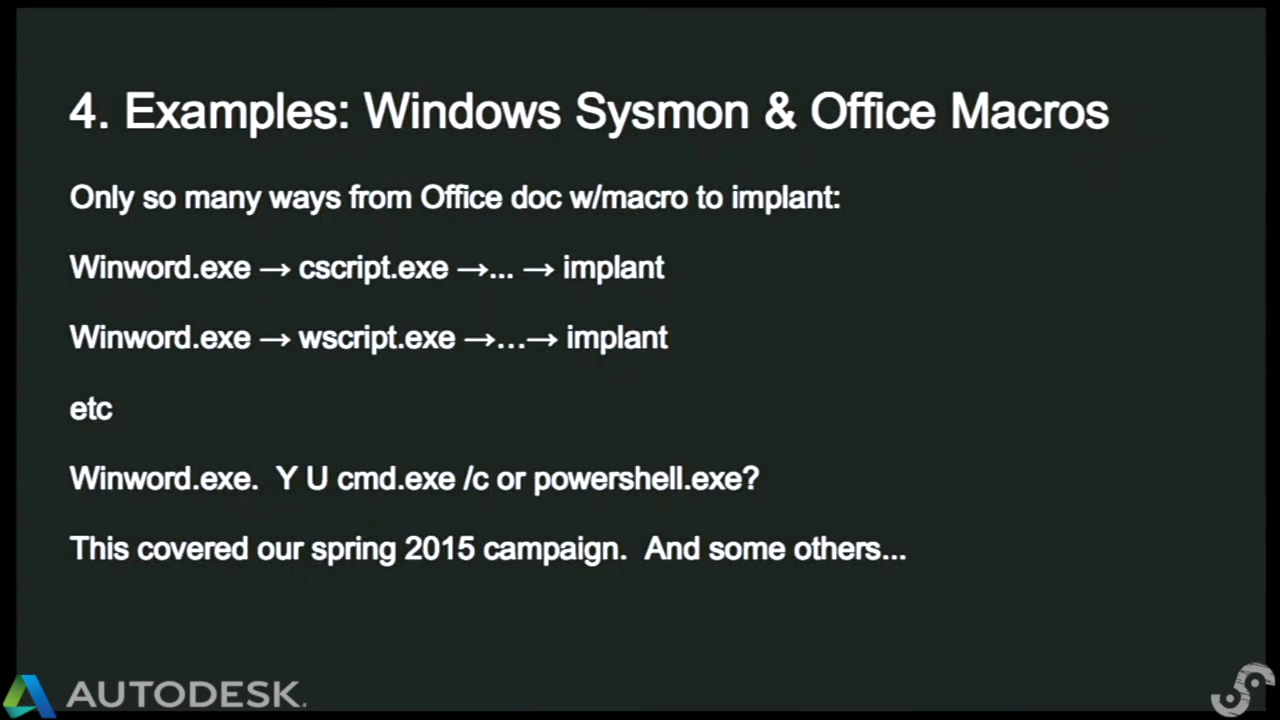 4. Examples: Windows Sysmon & Office Macros
Only so many ways from Office doc w/macro to implant:
Winword.exe → cscript.exe →... → implant
Winword.exe → wscript.exe →...→ implant
etc
Winword.exe.  Y U cmd.exe /c or powershell.exe?
This covered our spring 2015 campaign.  And some others...
AUTODESK.